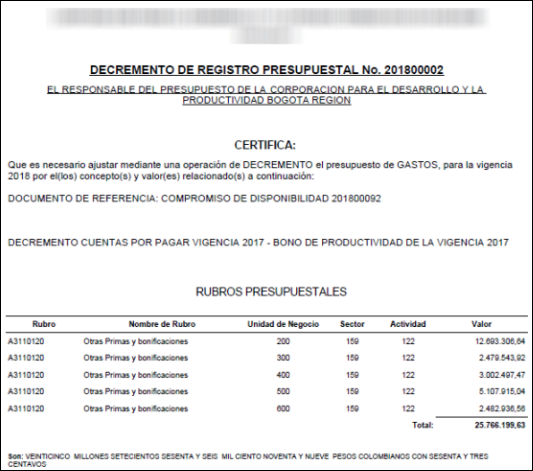 DECREMENTO DE REGISTRO PRESUPUESTAL No. 201800002
EL RESPONSABLE DEL PRESUPUESTO DE LA CORPORACION PARA EL DESARROLLO Y LA
PRODUCTIVIDAD BOGOTA REGION
CERTIFICA:
Que es necesario ajustar mediante una operación de DECREMENTO el presupuesto de GASTOS, para la vigencia
2018 por el(los) concepto(s) y valor(es) relacionado(s) a continuación:
DOCUMENTO DE REFERENCIA: COMPROMISO DE DISPONIBILIDAD 201800092
DECREMENTO CUENTAS POR PAGAR VIGENCIA 2017 - BONO DE PRODUCTIVIDAD DE LA VIGENCIA 2017
RUBROS PRESUPUESTALES
Rubro Nombre de Rubro Unidad de Negocio Sector Actividad Valor
A3110120 Otras Primas y bonificaciones 200 159 122 12.693.306,64
A3110120 Otras Primas y bonificaciones 300 159 122 2.479.543,92
A3110120 Otras Primas y bonificaciones 400 159 122 3.002.497,47
A3110120 Otras Primas y bonificaciones 500 159 122 5.107.915,04
A3110120 Otras Primas y bonificaciones 600 159 122 2.482.936,56
Total: 25.766.199,63
Son: VEINTICINCO MILLONES SETECIENTOS SESENTA Y SEIS MIL CIENTO NOVENTA Y NUEVE PESOS COLOMBIANOS CON SESENTA Y TRES
CENTAVOS